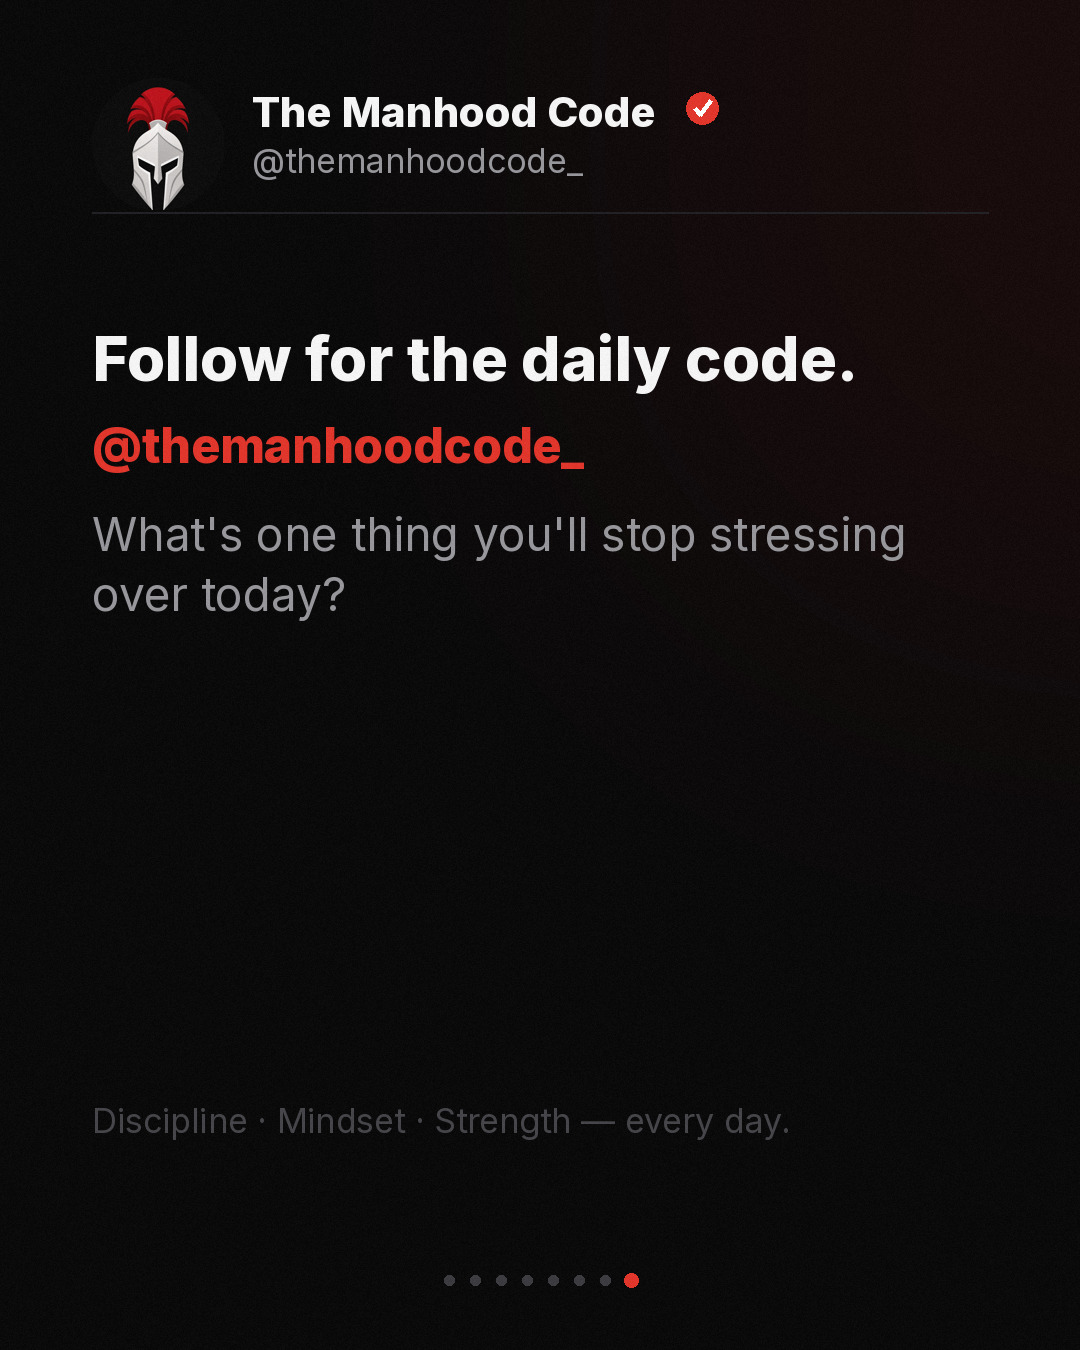 The Manhood Code
@themanhoodcode_
Follow for the daily code.
@themanhoodcode_
What's one thing you'll stop stressing
over today?
Discipline · Mindset · Strength — every day.